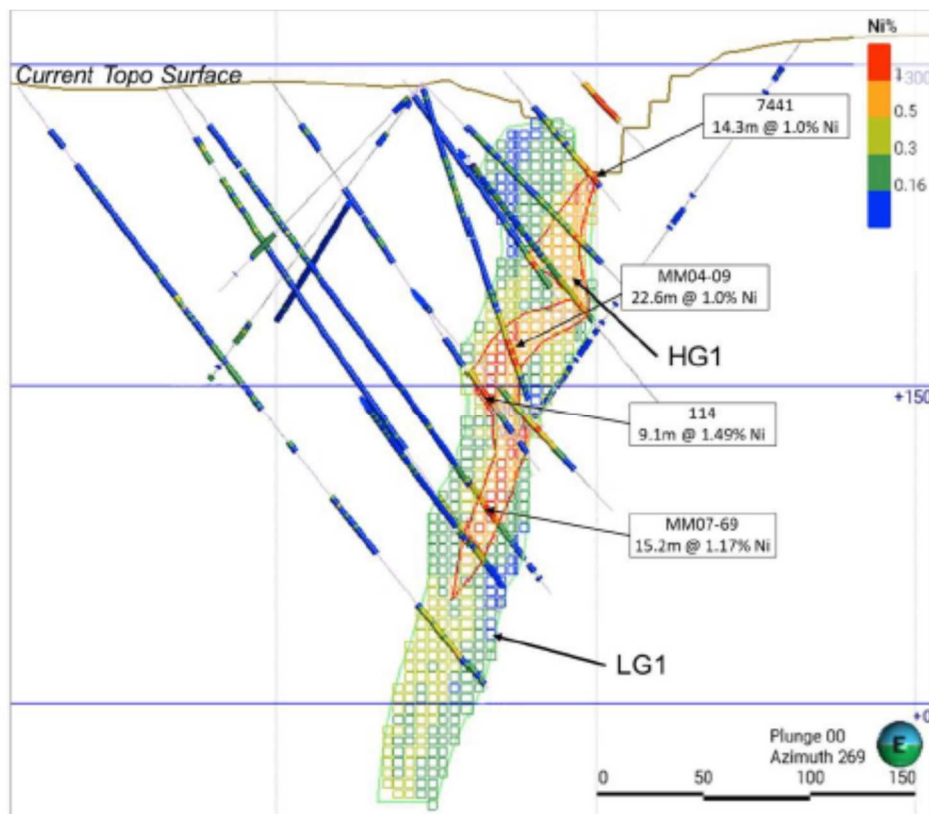 Ni%
Current Topo Surface
1
300
0.5
0.3
0.16
7441
14.3m @ 1.0% Ni
MM04-09
22.6m @ 1.0% Ni
HG1
+150
114
9.1m @ 1.49% Ni
MM07-69
15.2m @ 1.17% Ni
LG1
+0
Plunge 00
Azimuth 269
E
0 50 100 150